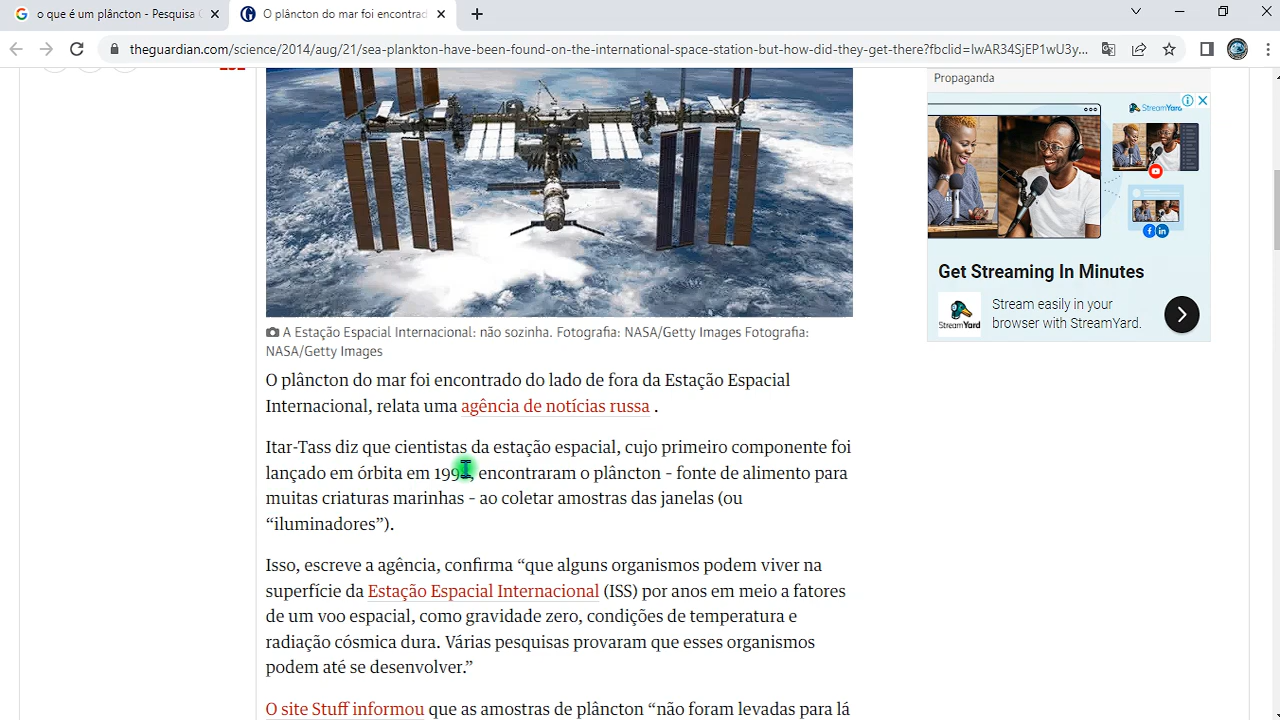 o que é um plâncton - Pesquisa
O plâncton do mar foi encontrad
theguardian.com/science/2014/aug/21/sea-plankton-have-been-found-on-the-international-space-station-but-how-did-they-get-there?fbclid=IwAR34SjEP1wU3y...
Propaganda
StreamYard
Get Streaming In Minutes
StreamYard
Stream easily in your
browser with StreamYard.
A Estação Espacial Internacional: não sozinha. Fotografia: NASA/Getty Images Fotografia:
NASA/Getty Images
O plâncton do mar foi encontrado do lado de fora da Estação Espacial
Internacional, relata uma agência de notícias russa .
Itar-Tass diz que cientistas da estação espacial, cujo primeiro componente foi
lançado em órbita em encontraram o plâncton - fonte de alimento para
muitas criaturas marinhas - ao coletar amostras das janelas (ou
“iluminadores”).
Isso, escreve a agência, confirma “que alguns organismos podem viver na
superfície da Estação Espacial Internacional (ISS) por anos em meio a fatores
de um voo espacial, como gravidade zero, condições de temperatura e
radiação cósmica dura. Várias pesquisas provaram que esses organismos
podem até se desenvolver.”
O site Stuff informou que as amostras de plâncton “não foram levadas para lá